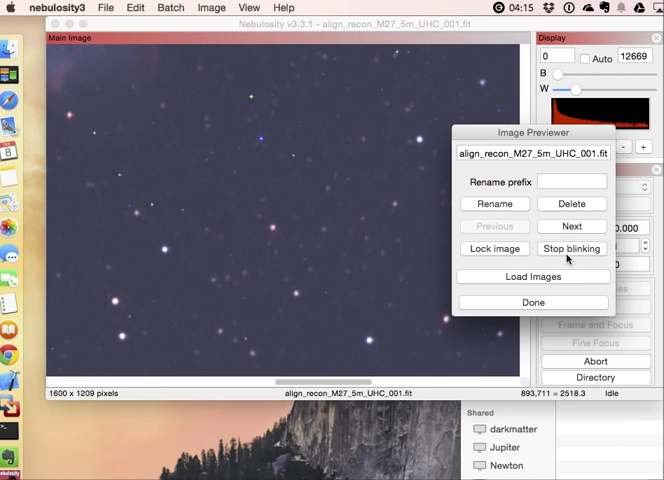 nebulosity3 File Edit Batch Image View Help 04:15
Nebulosity v3.3.1 - align_recon_M27_5m_UHC_001.fit
Main Image
Display
0 Auto 12669
B
W
Image Previewer
align_recon_M27_5m_UHC_001.fit
- +
Rename prefix
Rename Delete
Previous Next
Lock image Stop blinking
Load Images
Done
Frame and Focus
Fine Focus
Abort
Directory
1600 x 1209 pixels align_recon_M27_5m_UHC_001.fit 893,711 = 2518.3 Idle
Shared
darkmatter
Jupiter
Newton